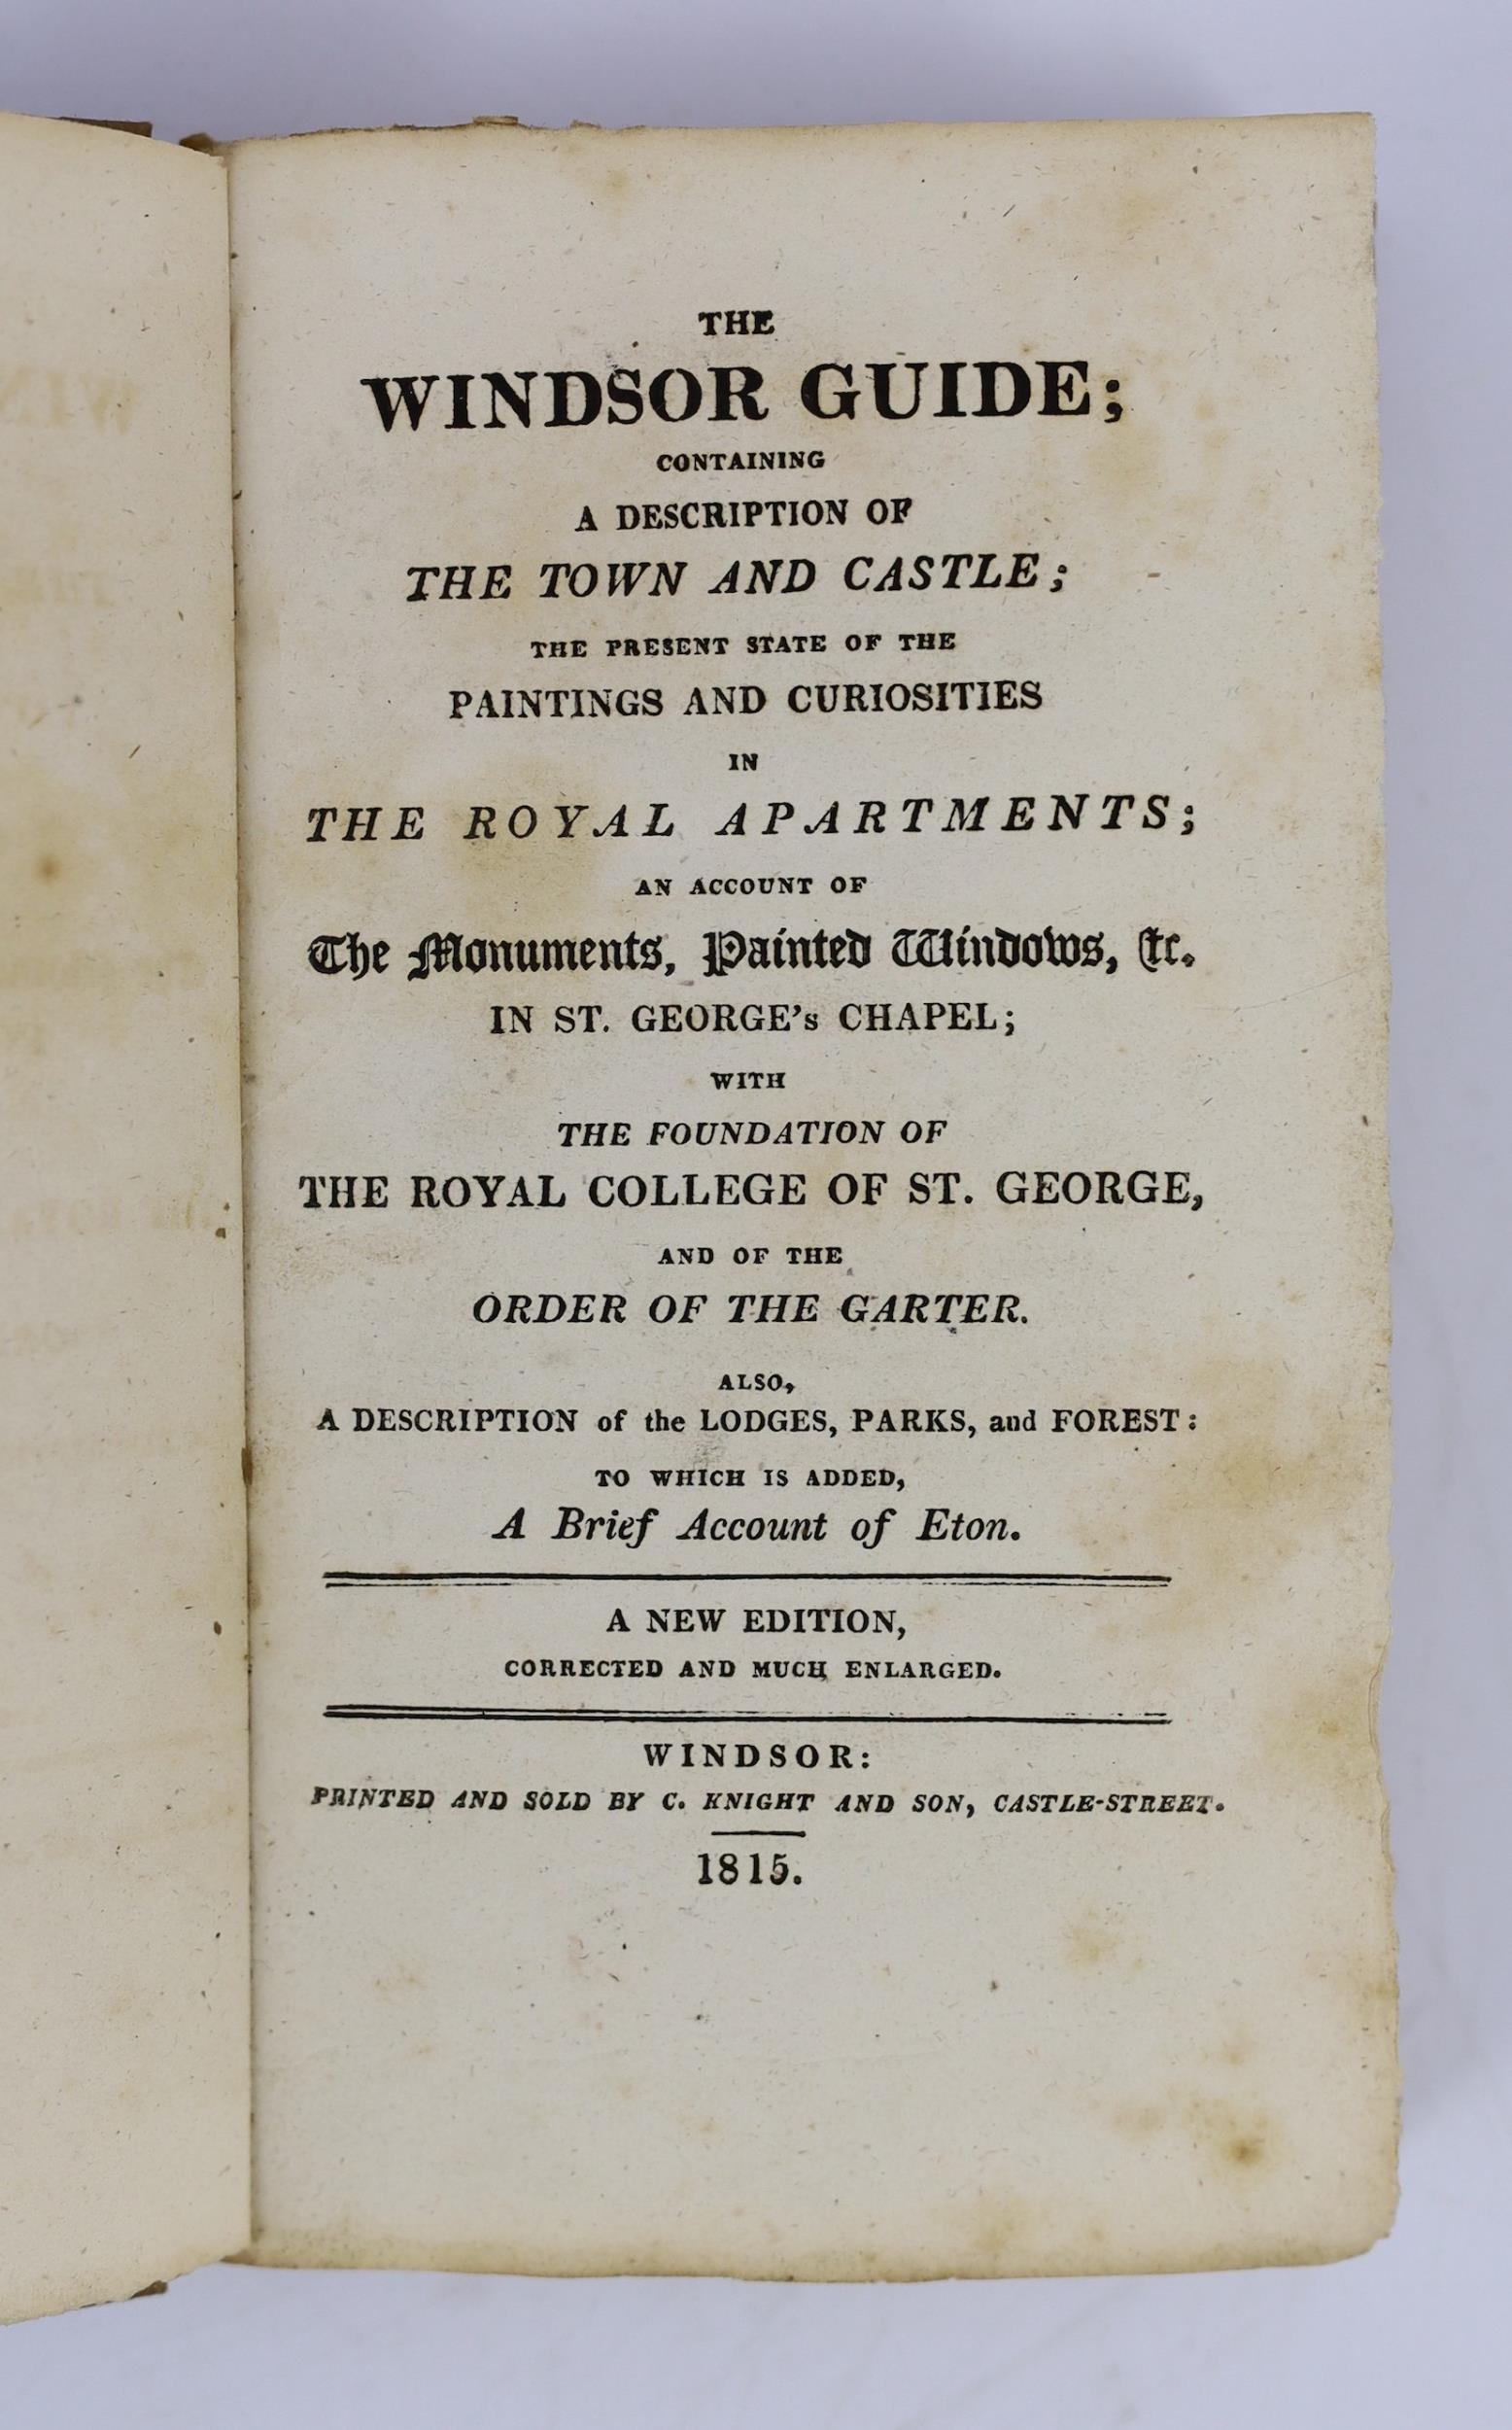 THE
WINDSOR GUIDE;
CONTAINING
A DESCRIPTION OF
THE TOWN AND CASTLE;
THE PRESENT STATE OF THE
PAINTINGS AND CURIOSITIES
IN
THE ROYAL APARTMENTS;
AN ACCOUNT OF
The Monuments, Painted Windows, &c.
IN ST. GEORGE's CHAPEL;
WITH
THE FOUNDATION OF
THE ROYAL COLLEGE OF ST. GEORGE,
AND OF THE
ORDER OF THE GARTER.
ALSO,
A DESCRIPTION of the LODGES, PARKS, and FOREST:
TO WHICH IS ADDED,
A Brief Account of Eton.
A NEW EDITION,
CORRECTED AND MUCH ENLARGED.
WINDSOR:
PRINTED AND SOLD BY C. KNIGHT AND SON, CASTLE-STREET.
1815.